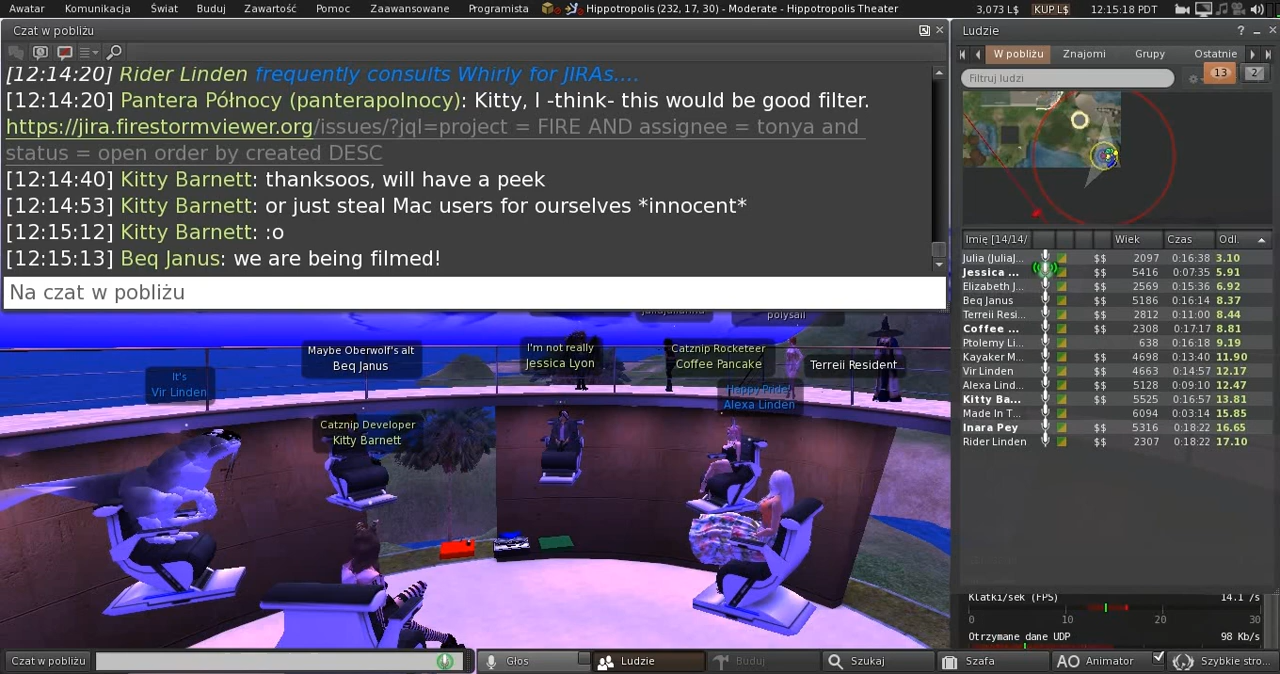 Awatar Komunikacja Świat Buduj Zawartość Pomoc Zaawansowane Programista Hippotropolis (232, 17, 30) - Moderate - Hippotropolis Theater 3,073 L$ KUP L$ 12:15:18 PDT
Czat w pobliżu
[12:14:20] Rider Linden frequently consults Whirly for JIRAs....
[12:14:20] Pantera Północy (panterapolnocy): Kitty, I -think- this would be good filter.
https://jira.firestormviewer.org/issues/?jql=project = FIRE AND assignee = tonya and
status = open order by created DESC
[12:14:40] Kitty Barnett: thanksoos, will have a peek
[12:14:53] Kitty Barnett: or just steal Mac users for ourselves *innocent*
[12:15:12] Kitty Barnett: :o
[12:15:13] Beq Janus: we are being filmed!
Na czat w pobliżu
polysail
It's
Vir Linden
Maybe Oberwolf's alt
Beq Janus
I'm not really
Jessica Lyon
Catznip Rocketeer
Coffee Pancake
Terreii Resident
Happy Pride!
Alexa Linden
Catznip Developer
Kitty Barnett
Ludzie
W pobliżu Znajomi Grupy Ostatnie
Filtruj ludzi 13 2
Imię [14/14/ Wiek Czas Odl.
Julia (JuliaJ... $$ 2097 0:16:38 3.10
Jessica ... $$ 5416 0:07:35 5.91
Elizabeth J... $$ 2569 0:15:36 6.92
Beq Janus $$ 5186 0:16:14 8.37
Terreii Resi... $$ 2812 0:11:00 8.44
Coffee ... $$ 2308 0:17:17 8.81
Ptolemy Li... 638 0:16:18 9.19
Kayaker M... $$ 4698 0:13:40 11.90
Vir Linden $$ 4663 0:14:57 12.17
Alexa Lind... $$ 5128 0:09:10 12.47
Kitty Ba... $$ 5525 0:16:57 13.81
Made In T... 6094 0:03:14 15.85
Inara Pey $$ 5316 0:18:22 16.65
Rider Linden $$ 2307 0:18:22 17.10
Klatki/sek (FPS) 14.1 /s
0 10 20 30
Otrzymane dane UDP 98 Kb/s
Czat w pobliżu Głos Ludzie Buduj Szukaj Szafa AO Animator Szybkie stro...